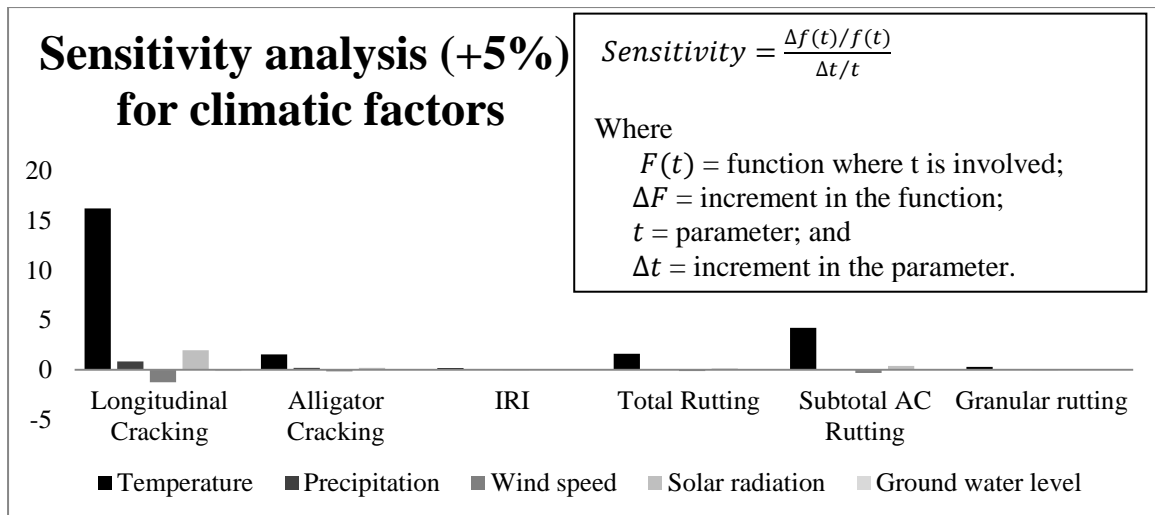 Sensitivity analysis (+5%)
for climatic factors
𝑆𝑒𝑛𝑠𝑖𝑡𝑖𝑣𝑖𝑡𝑦 = Δ𝑓(𝑡)/𝑓(𝑡)
Δ𝑡/𝑡
Where
𝐹(𝑡) = function where t is involved;
Δ𝐹 = increment in the function;
𝑡 = parameter; and
Δ𝑡 = increment in the parameter.
20
15
10
5
0
-5
Longitudinal
Cracking
Alligator
Cracking
IRI
Total Rutting
Subtotal AC
Rutting
Granular rutting
Temperature
Precipitation
Wind speed
Solar radiation
Ground water level